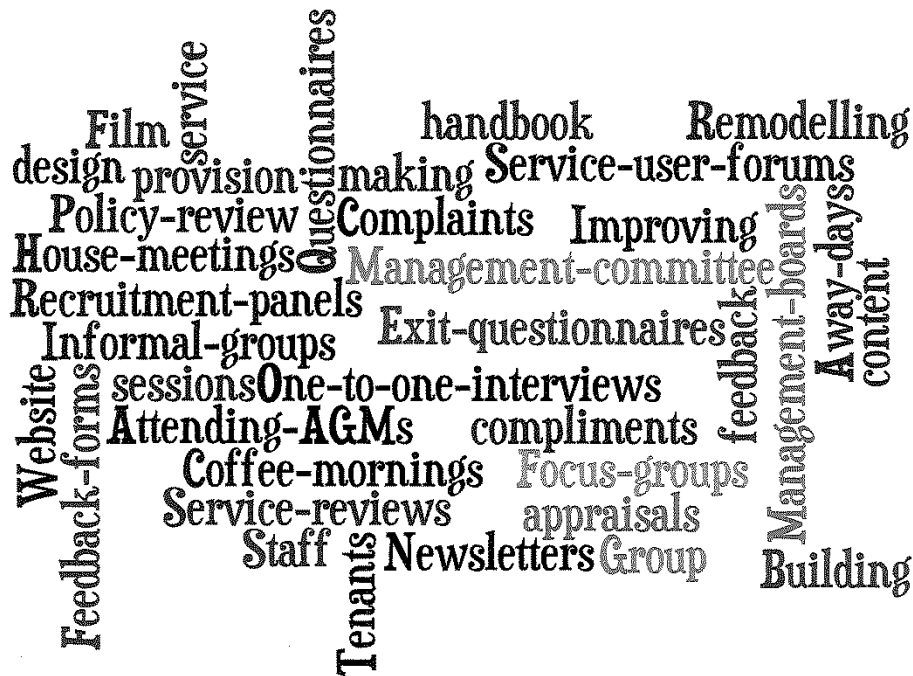 service
Questionnaires
Film
handbook
Remodelling
design
provision
making
Service-user-forums
Policy-review
Complaints
Improving
Away-days
House-meetings
Management-committee
Management-boards
content
Recruitment-panels
Exit-questionnaires
feedback
Informal-groups
Website
Feedback-forms
sessions
One-to-one-interviews
Attending-AGMs
compliments
Coffee-mornings
Focus-groups
Service-reviews
appraisals
Staff
Tenants
Newsletters
Group
Building